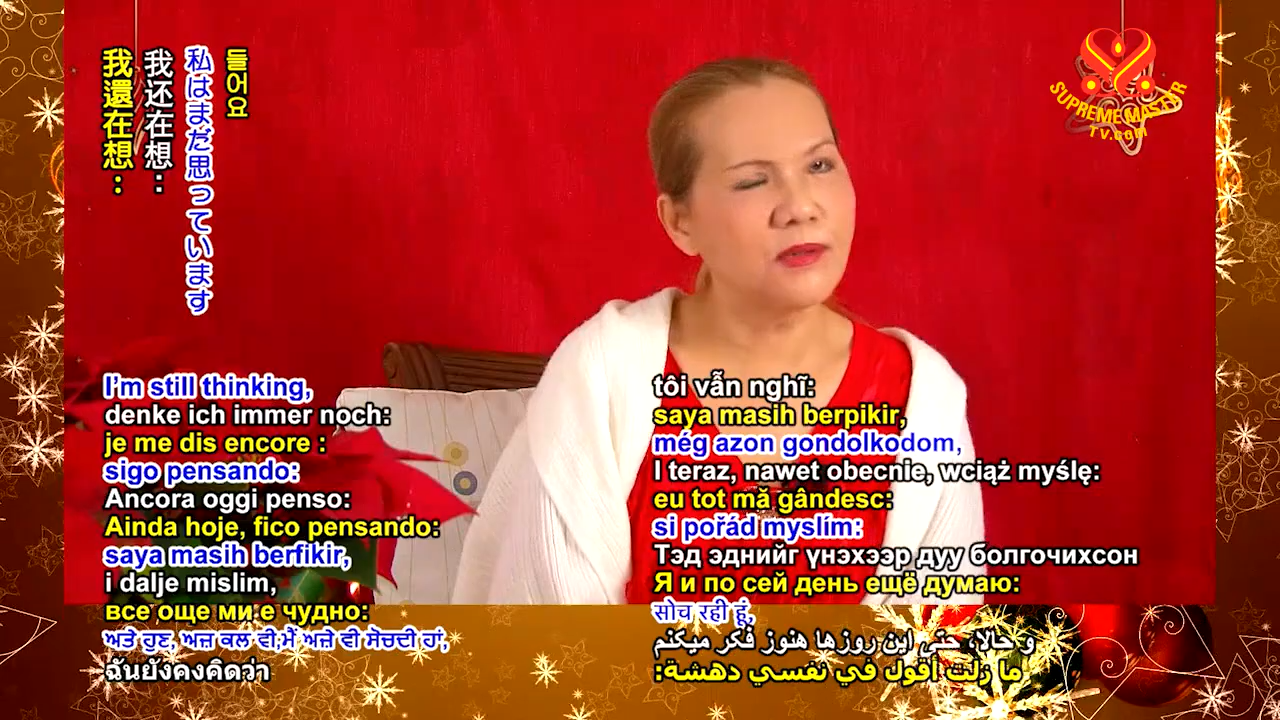 들어요
私はまだ思っています
我还在想：
我還在想：
SUPREME MASTER
TV.com
I'm still thinking,
denke ich immer noch:
je me dis encore :
sigo pensando:
Ancora oggi penso:
Ainda hoje, fico pensando:
saya masih berfikir,
i dalje mislim,
все още ми е чудно:
ਅਤੇ ਹੁਣ, ਅਜ਼ ਕਲ ਵੀ,ਮੈਂ ਅਜੇ ਵੀ ਸੋਚਦੀ ਹਾਂ,
ฉันยังคงคิดว่า
tôi vẫn nghĩ:
saya masih berpikir,
még azon gondolkodom,
I teraz, nawet obecnie, wciąż myślę:
eu tot mă gândesc:
si pořád myslím:
Тэд эднийг үнэхээр дуу болгочихсон
Я и по сей день ещё думаю:
सोच रही हूं,
و حالا، حتی این روزها هنوز فکر میکنم
ما زلت أقول في نفسي دهشة: